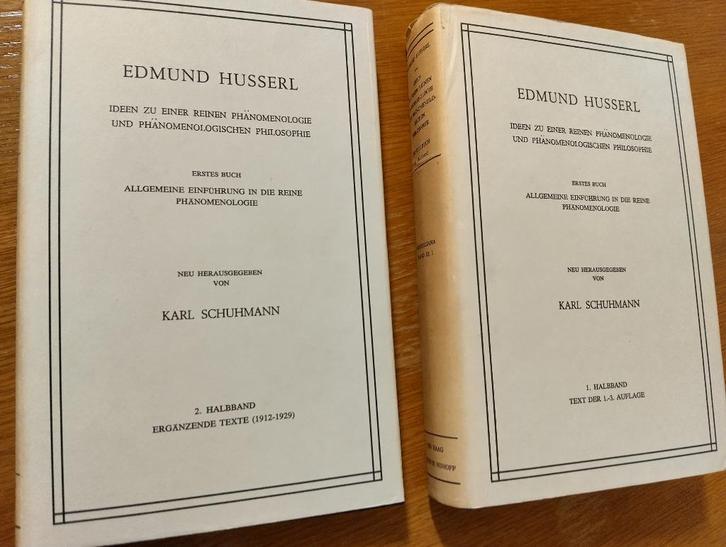 EDMUND HUSSERL
IDEEN ZU EINER REINEN PHÄNOMENOLOGIE
UND PHÄNOMENOLOGISCHEN PHILOSOPHIE
ERSTES BUCH
ALLGEMEINE EINFÜHRUNG IN DIE REINE
PHÄNOMENOLOGIE
NEU HERAUSGEGEBEN
VON
KARL SCHUHMANN
2. HALBBAND
ERGÄNZENDE TEXTE (1912-1929)
EDMUND HUSSERL
IDEEN ZU EINER REINEN PHÄNOMENOLOGIE
UND PHÄNOMENOLOGISCHEN PHILOSOPHIE
ERSTES BUCH
ALLGEMEINE EINFÜHRUNG IN DIE REINE
PHÄNOMENOLOGIE
NEU HERAUSGEGEBEN
VON
KARL SCHUHMANN
1. HALBBAND
TEXT DER 1.-3. AUFLAGE
HAAG
NIJHOFF